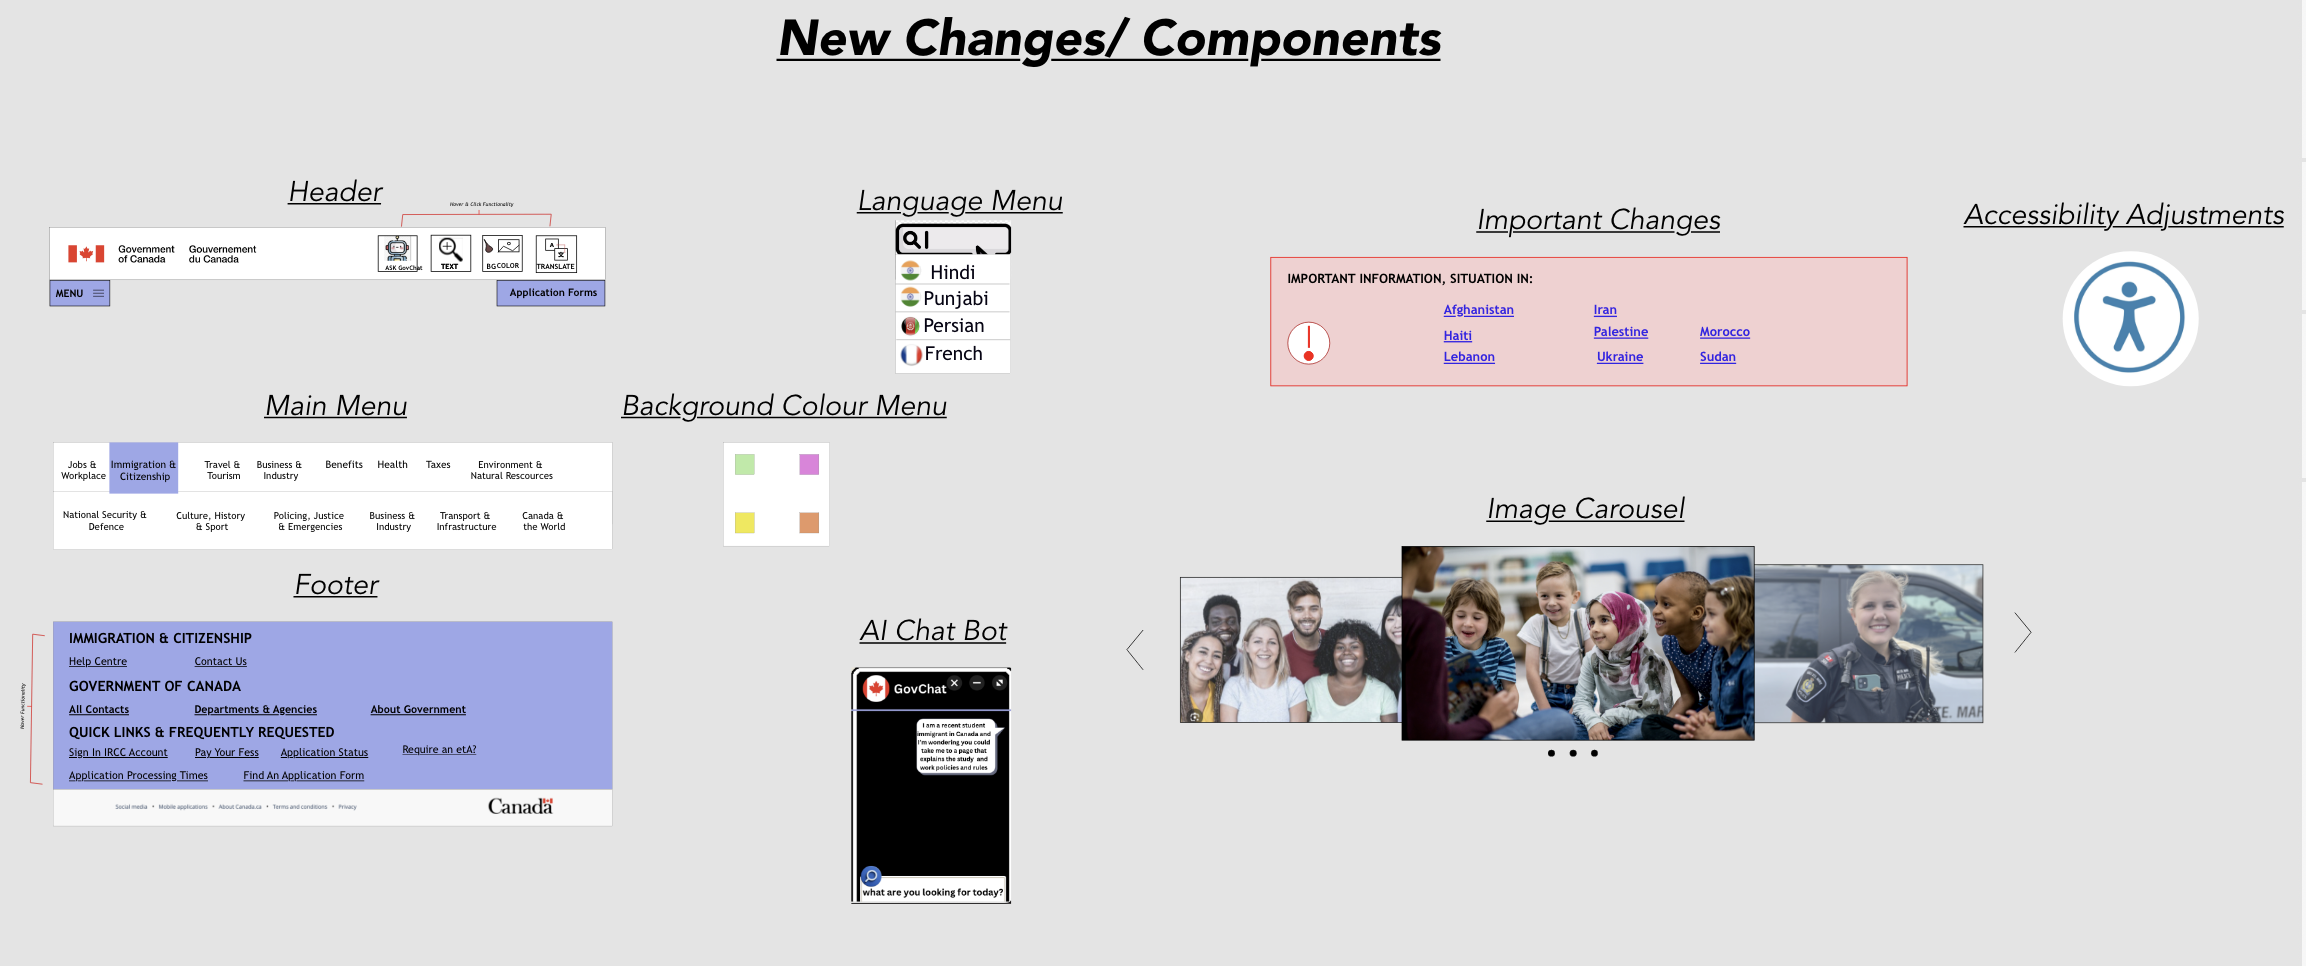 New Changes/ Components
Header
Hover & Click Functionality
Government
of Canada
Gouvernement
du Canada
ASK GovChat
TEXT
BG COLOR
TRANSLATE
MENU
Application Forms
Language Menu
Hindi
Punjabi
Persian
French
Important Changes
IMPORTANT INFORMATION, SITUATION IN:
Afghanistan
Iran
Haiti
Palestine
Morocco
Lebanon
Ukraine
Sudan
Accessibility Adjustments
Main Menu
Jobs &
Workplace
Immigration &
Citizenship
Travel &
Tourism
Business &
Industry
Benefits
Health
Taxes
Environment &
Natural Rescources
National Security &
Defence
Culture, History
& Sport
Policing, Justice
& Emergencies
Business &
Industry
Transport &
Infrastructure
Canada &
the World
Background Colour Menu
Footer
Hover Functionality
IMMIGRATION & CITIZENSHIP
Help Centre
Contact Us
GOVERNMENT OF CANADA
All Contacts
Departments & Agencies
About Government
QUICK LINKS & FREQUENTLY REQUESTED
Sign In IRCC Account
Pay Your Fess
Application Status
Require an etA?
Application Processing Times
Find An Application Form
Social media • Mobile applications • About Canada.ca • Terms and conditions • Privacy
Canada
AI Chat Bot
GovChat
I am a recent student
immigrant in Canada and
I'm wondering you could
take me to a page that
explains the study and
work policies and rules
what are you looking for today?
Image Carousel
TE. MAR